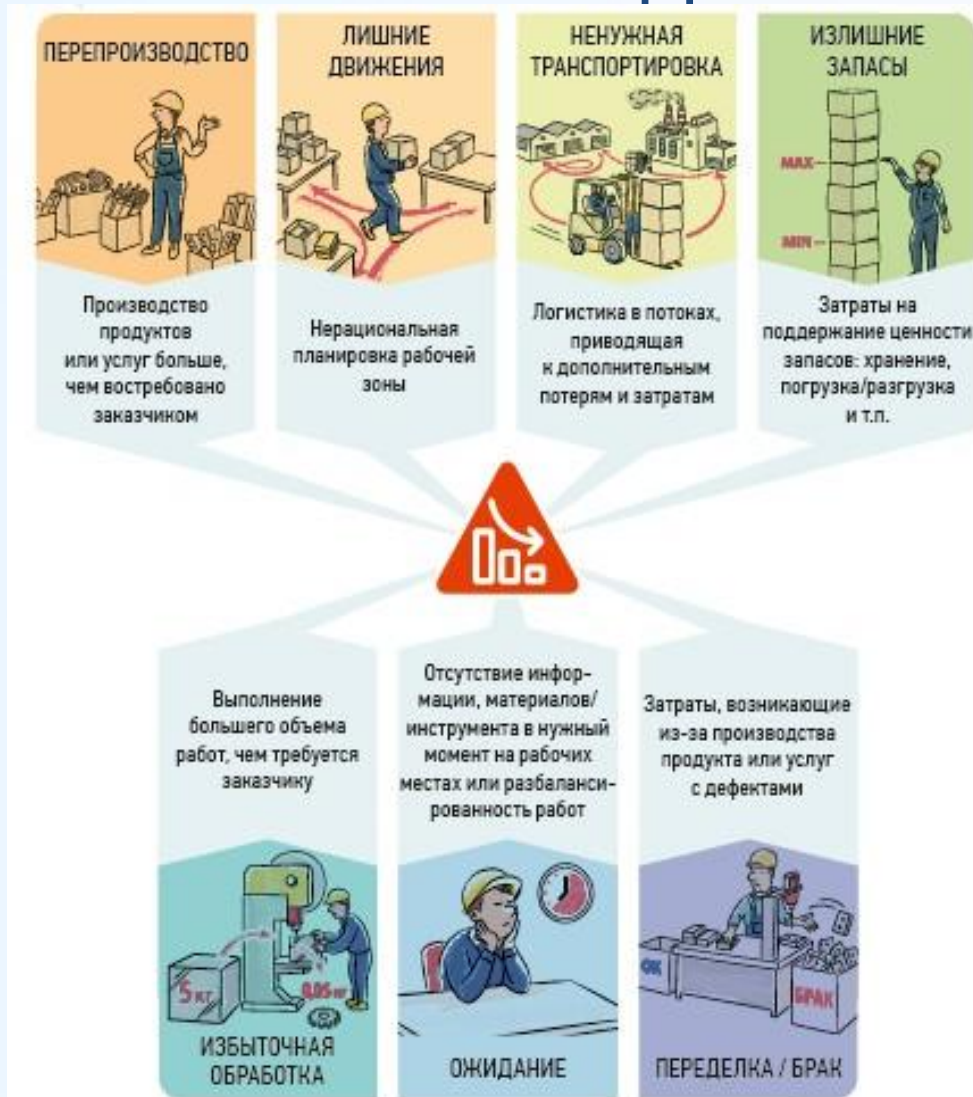 ПЕРЕПРОИЗВОДСТВО
Производство
продуктов
или услуг больше,
чем востребовано
заказчиком
ЛИШНИЕ
ДВИЖЕНИЯ
Нерациональная
планировка рабочей
зоны
НЕНУЖНАЯ
ТРАНСПОРТИРОВКА
Логистика в потоках,
приводящая
к дополнительным
потерям и затратам
ИЗЛИШНИЕ
ЗАПАСЫ
MAX
MIN
Затраты на
поддержание ценности
запасов: хранение,
погрузка/разгрузка
и т.п.
Выполнение
большего объема
работ, чем требуется
заказчику
5 кг
0,05 кг
ИЗБЫТОЧНАЯ
ОБРАБОТКА
Отсутствие инфор-
мации, материалов/
инструмента в нужный
момент на рабочих
местах или разбаланси-
рованность работ
ОЖИДАНИЕ
Затраты, возникающие
из-за производства
продукта или услуг
с дефектами
ОК
БРАК
ПЕРЕДЕЛКА / БРАК